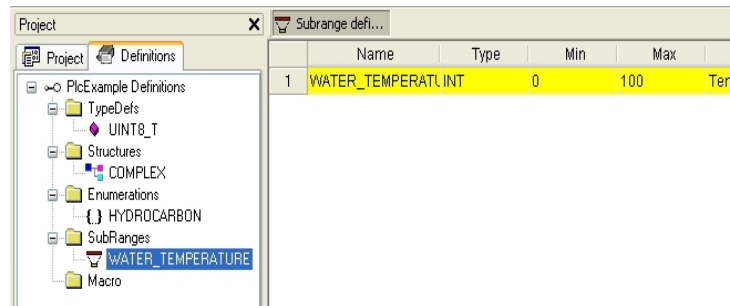 Project
Subrange defi...
Project Definitions
Name Type Min Max
PlcExample Definitions
1 WATER_TEMPERATU INT 0 100 Ter
TypeDefs
UINT8_T
Structures
COMPLEX
Enumerations
HYDROCARBON
SubRanges
WATER_TEMPERATURE
Macro